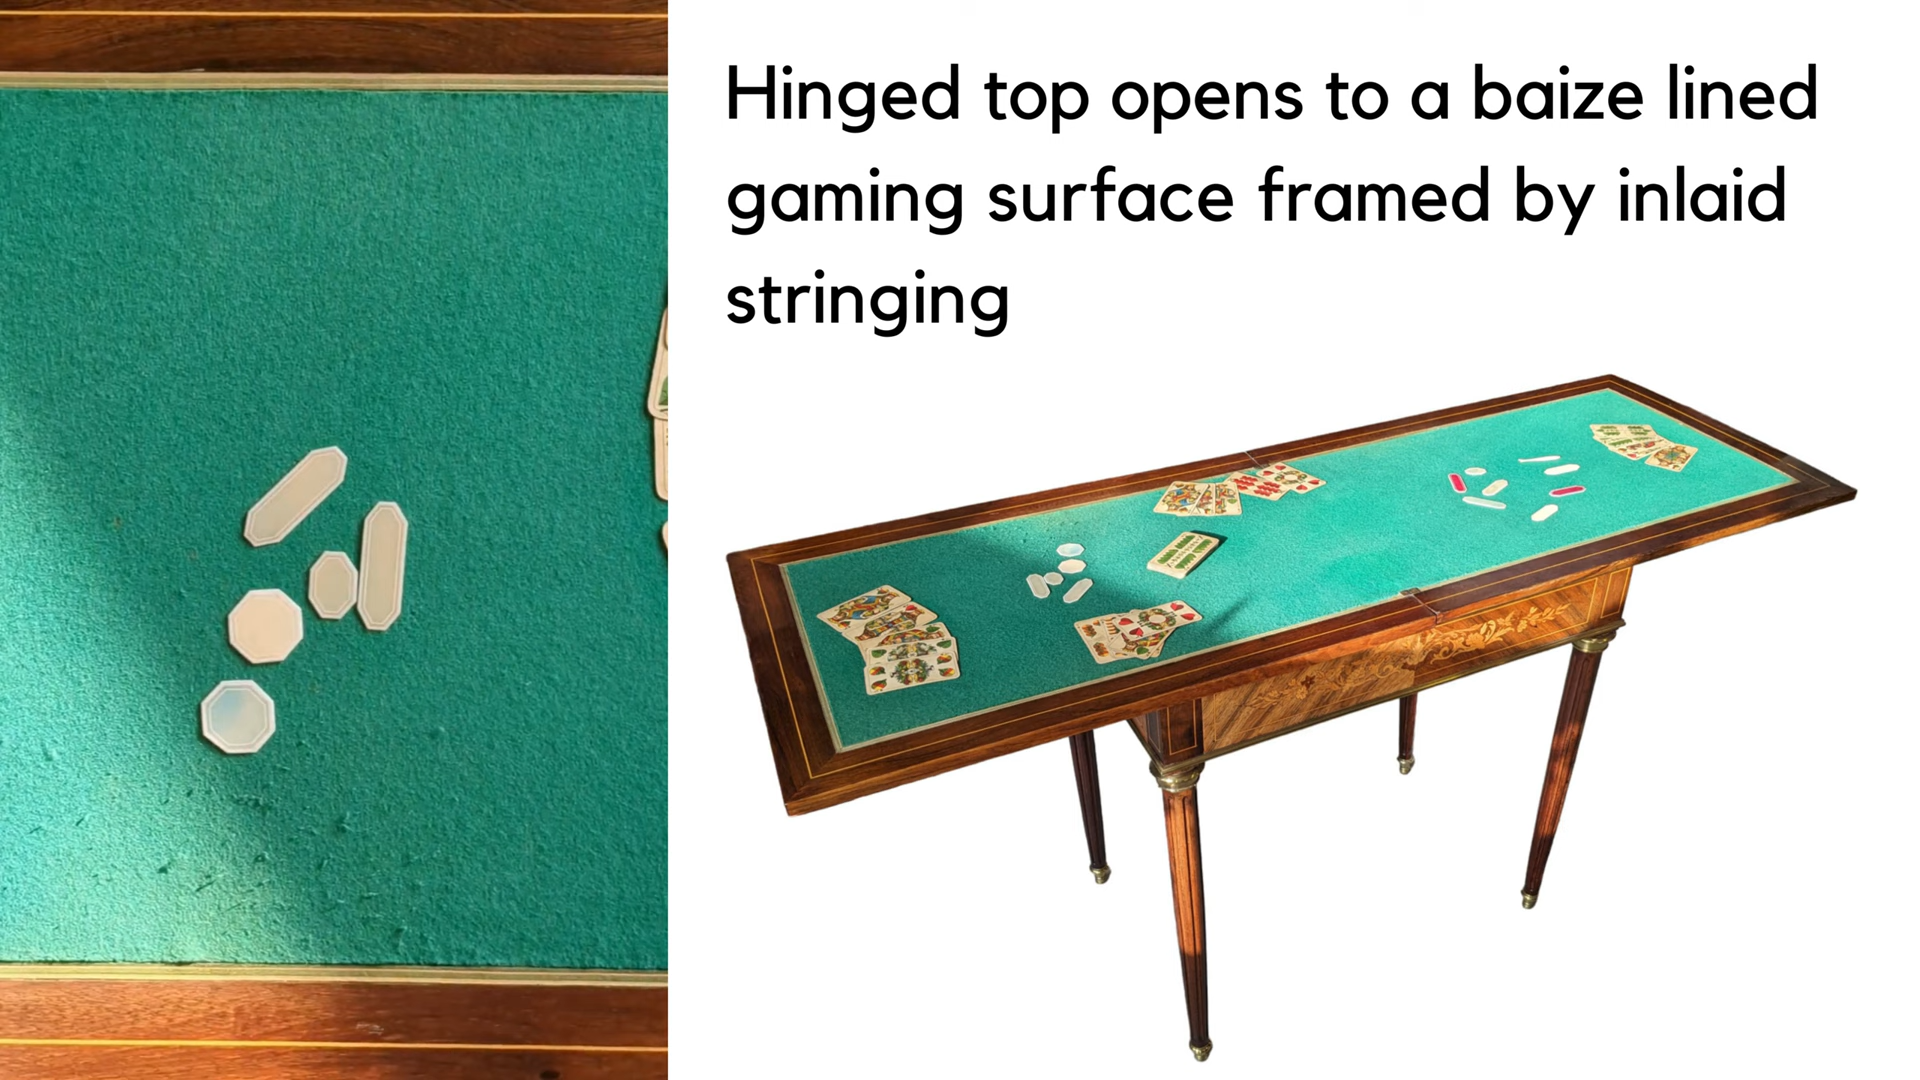 Hinged top opens to a baize lined
gaming surface framed by inlaid
stringing